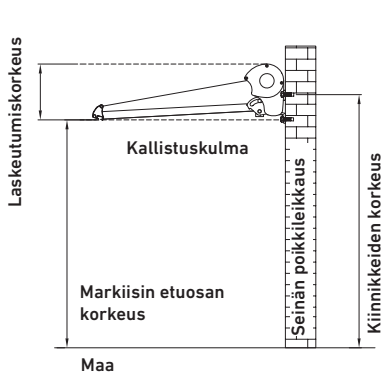 Laskeutumiskorkeus
Kallistuskulma
Seinän poikkileikkaus
Kiinnikkeiden korkeus
Markiisin etuosan
korkeus
Maa